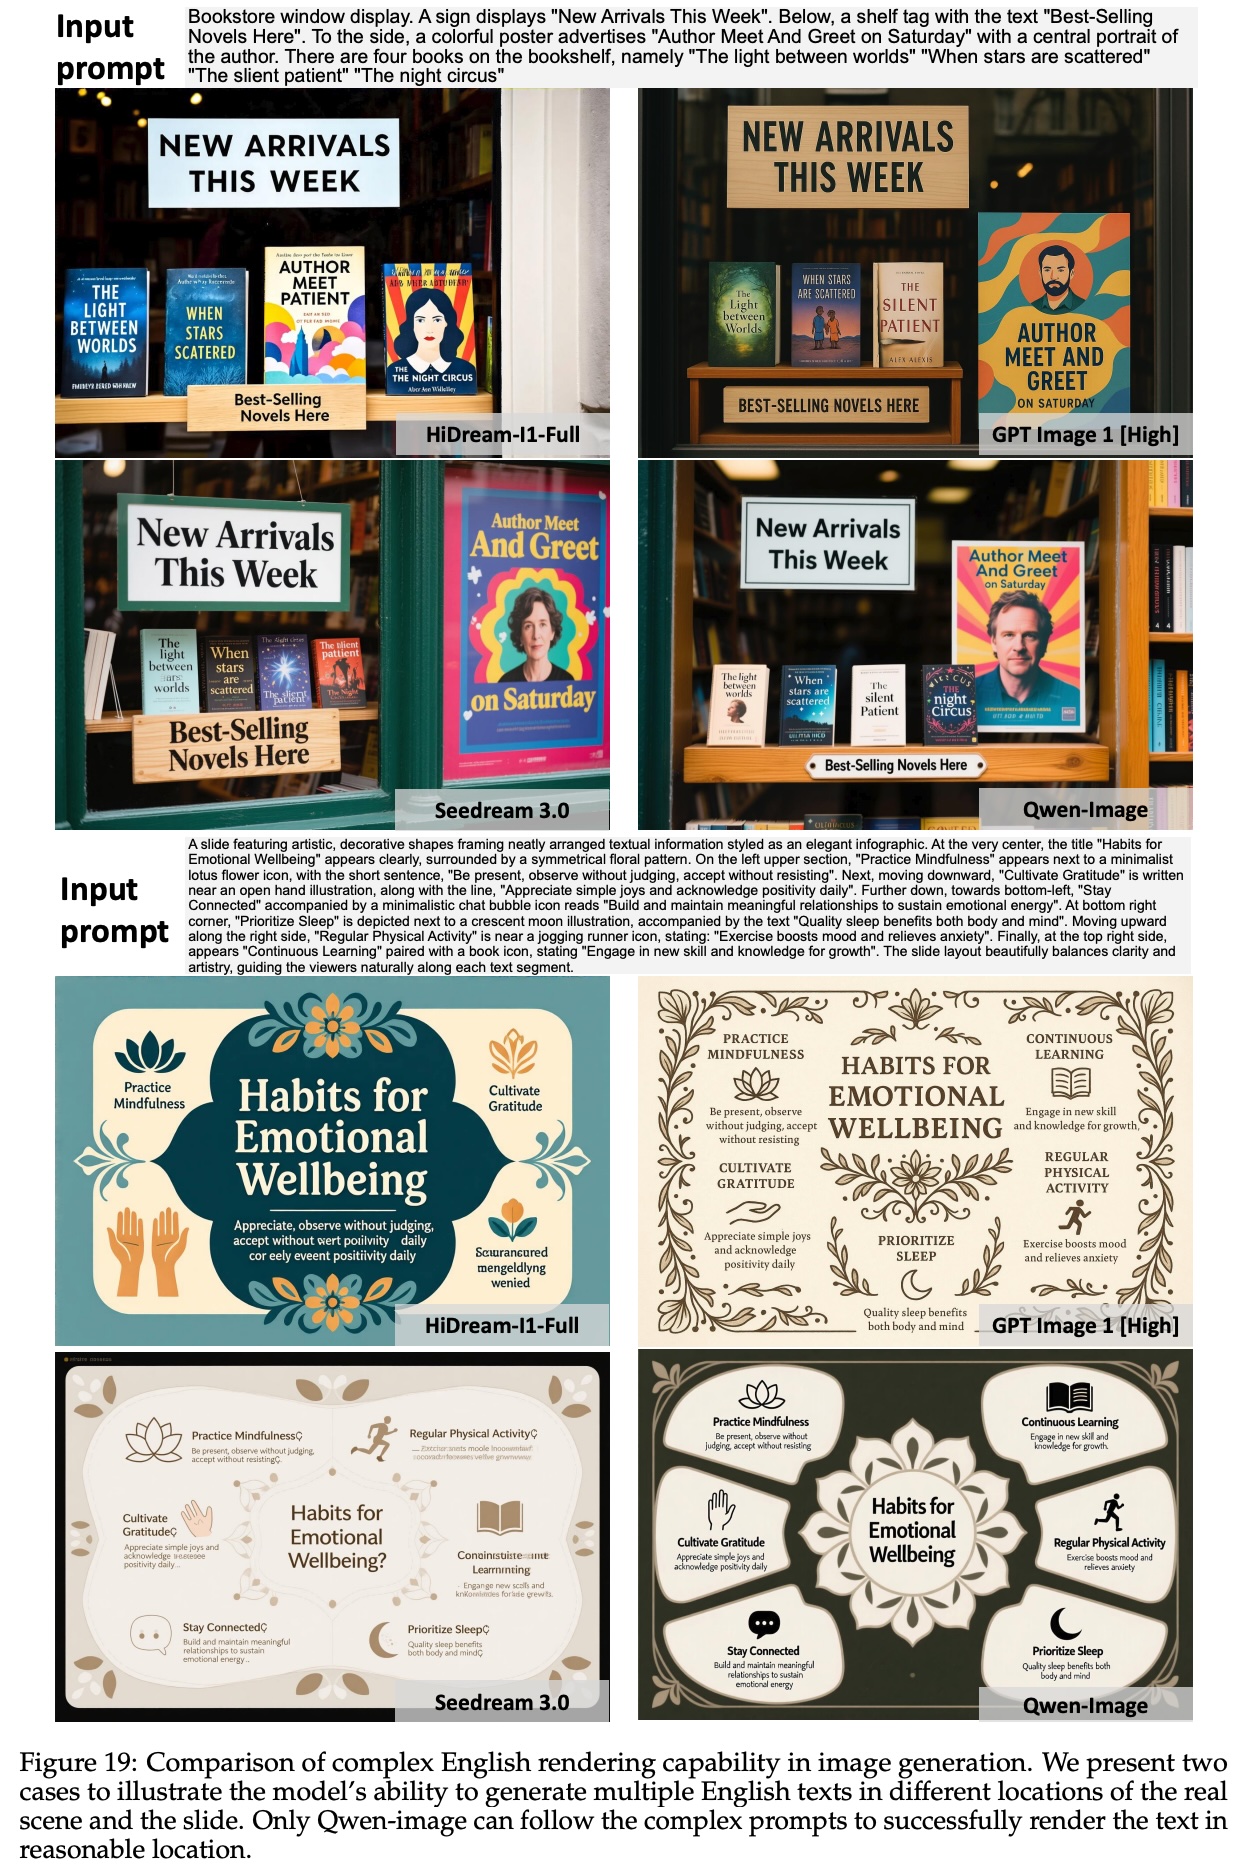 Input
prompt
Bookstore window display. A sign displays "New Arrivals This Week". Below, a shelf tag with the text "Best-Selling
Novels Here". To the side, a colorful poster advertises "Author Meet And Greet on Saturday" with a central portrait of
the author. There are four books on the bookshelf, namely "The light between worlds" "When stars are scattered"
"The slient patient" "The night circus"
NEW ARRIVALS
THIS WEEK
THE
LIGHT
BETWEEN
WORLDS
WHEN
STARS
SCATERED
AUTHOR
MEET
PATIENT
THE
THE NIGHT CIRCUS
Best-Selling
Novels Here
HiDream-I1-Full
NEW ARRIVALS
THIS WEEK
The
Light
between
Worlds
WHEN STARS
ARE SCATTERED
THE
SILENT
PATIENT
ALEX ALEXIS
AUTHOR
MEET AND
GREET
ON SATURDAY
BEST-SELLING NOVELS HERE
GPT Image 1 [High]
New Arrivals
This Week
The
light
between
worlds
When
stars
are
scattered
The slient
patient
The slient
pattient
The Night
Best-Selling
Novels Here
Author Meet
And Greet
on Saturday
Seedream 3.0
New Arrivals
This Week
Author Meet
And Greet
on Saturday
The light
between
worlds
When
stars are
scattered
The
silent
Patient
THE
night
Circus
Best-Selling Novels Here
Qwen-Image
Input
prompt
A slide featuring artistic, decorative shapes framing neatly arranged textual information styled as an elegant infographic. At the very center, the title "Habits for
Emotional Wellbeing" appears clearly, surrounded by a symmetrical floral pattern. On the left upper section, "Practice Mindfulness" appears next to a minimalist
lotus flower icon, with the short sentence, "Be present, observe without judging, accept without resisting". Next, moving downward, "Cultivate Gratitude" is written
near an open hand illustration, along with the line, "Appreciate simple joys and acknowledge positivity daily". Further down, towards bottom-left, "Stay
Connected" accompanied by a minimalistic chat bubble icon reads "Build and maintain meaningful relationships to sustain emotional energy". At bottom right
corner, "Prioritize Sleep" is depicted next to a crescent moon illustration, accompanied by the text "Quality sleep benefits both body and mind". Moving upward
along the right side, "Regular Physical Activity" is near a jogging runner icon, stating: "Exercise boosts mood and relieves anxiety". Finally, at the top right side,
appears "Continuous Learning" paired with a book icon, stating "Engage in new skill and knowledge for growth". The slide layout beautifully balances clarity and
artistry, guiding the viewers naturally along each text segment.
Practice
Mindfulness
Cultivate
Gratitude
Habits for
Emotional
Wellbeing
Appreciate, observe without judging,
accept without wert poiivity daily
cor eely eveent positiivity daily
Scurancured
mengeldlyng
wenied
HiDream-I1-Full
PRACTICE
MINDFULNESS
Be present, observe
without judging, accept
without resisting
CULTIVATE
GRATITUDE
Appreciate simple joys
and acknowledge
positivity daily
HABITS FOR
EMOTIONAL
WELLBEING
PRIORITIZE
SLEEP
Quality sleep benefits
both body and mind
CONTINUOUS
LEARNING
Engage in new skill
and knowledge for growth,
REGULAR
PHYSICAL
ACTIVITY
Exercise boosts mood
and relieves anxiety
GPT Image 1 [High]
Practice Mindfulness
Be present, observe without judging,
accept without resisting
Regular Physical Activity
Cultivate
Gratitude
Appreciate simple joys and
acknowledge
positivity daily..
Habits for
Emotional
Wellbeing?
Learnminting
Engange new scells and
Stay Connected
Build and maintain meaningful
relationships to sustain
emotional energy..
Prioritize Sleep
Quality sleep benefits
both body and mind
Seedream 3.0
Practice Mindfulness
Be present, observe without
judging, accept without resisting
Continuous Learning
Engage in new skill and
knowledge for growth.
Cultivate Gratitude
Appreciate simple joys and
acknowledge positivity daily
Habits for
Emotional
Wellbeing
Regular Physical Activity
Exercise boosts mood and
relieves anxiety
Stay Connected
Build and maintain meaningful
relationships to sustain
emotional energy
Prioritize Sleep
Quality sleep benefits both
body and mind
Qwen-Image
Figure 19: Comparison of complex English rendering capability in image generation. We present two
cases to illustrate the model's ability to generate multiple English texts in different locations of the real
scene and the slide. Only Qwen-image can follow the complex prompts to successfully render the text in
reasonable location.